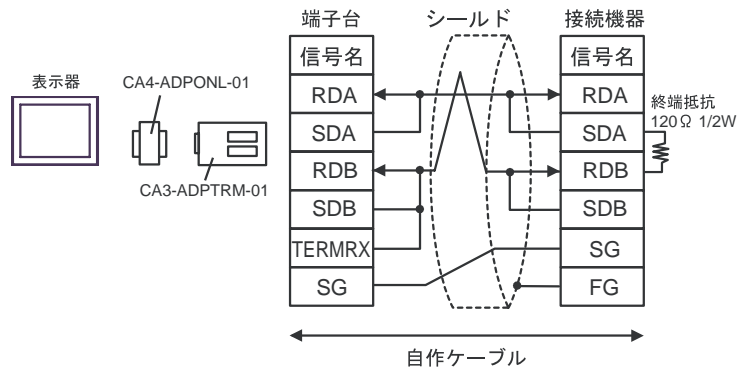 端子台
シールド
接続機器
信号名
信号名
表示器
CA4-ADPONL-01
CA3-ADPTRM-01
RDA
RDA
終端抵抗
120Ω 1/2W
SDA
SDA
RDB
RDB
SDB
SDB
TERMRX
SG
SG
FG
自作ケーブル